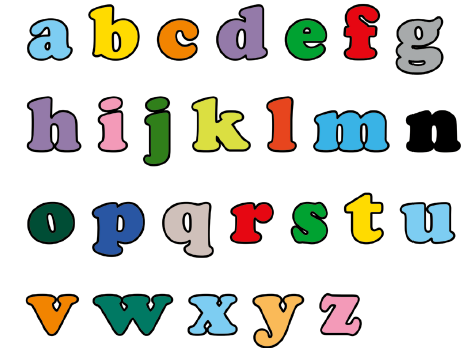 a b c d e f g
h i j k l m n
o p q r s t u
v w x y z